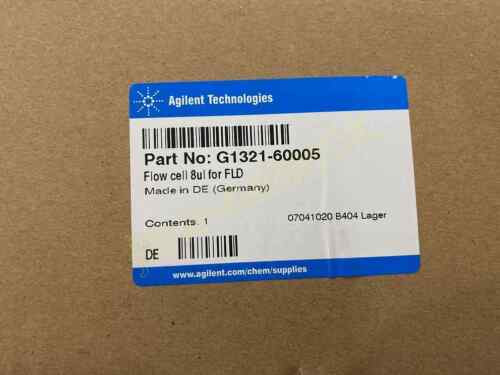 Agilent Technologies
Part No: G1321-60005
Flow cell 8ul for FLD
Made in DE (Germany)
Contents: 1
07041020 B404 Lager
DE
www.agilent.com/chem/supplies